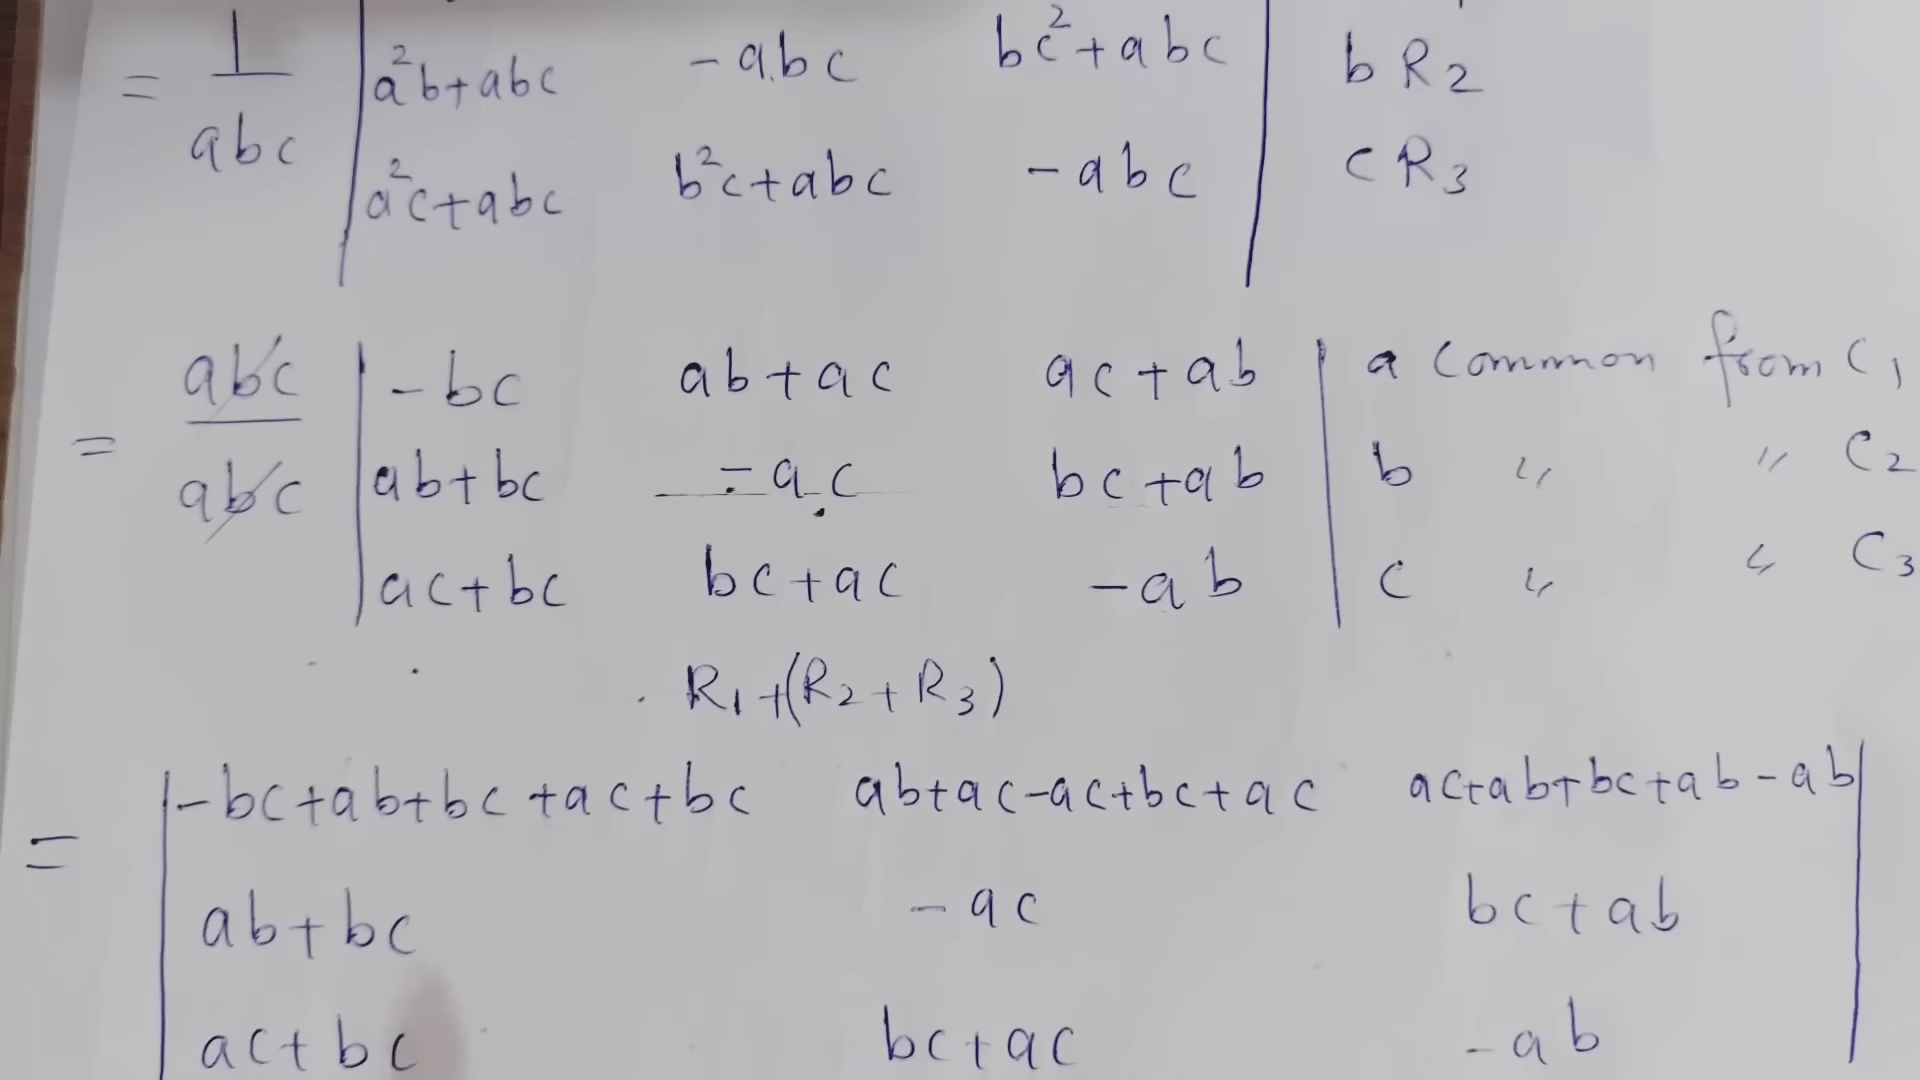 = 1/abc | a²b+abc -abc bc²+abc | bR2
a²c+abc b²c+abc -abc | cR3
= abc/abc | -bc ab+ac ac+ab | a common from C1
ab+bc -ac bc+ab | b " " C2
ac+bc bc+ac -ab | c " " C3
R1+(R2+R3)
= | -bc+ab+bc+ac+bc ab+ac-ac+bc+ac ac+ab+bc+ab-ab |
ab+bc -ac bc+ab
ac+bc bc+ac -ab